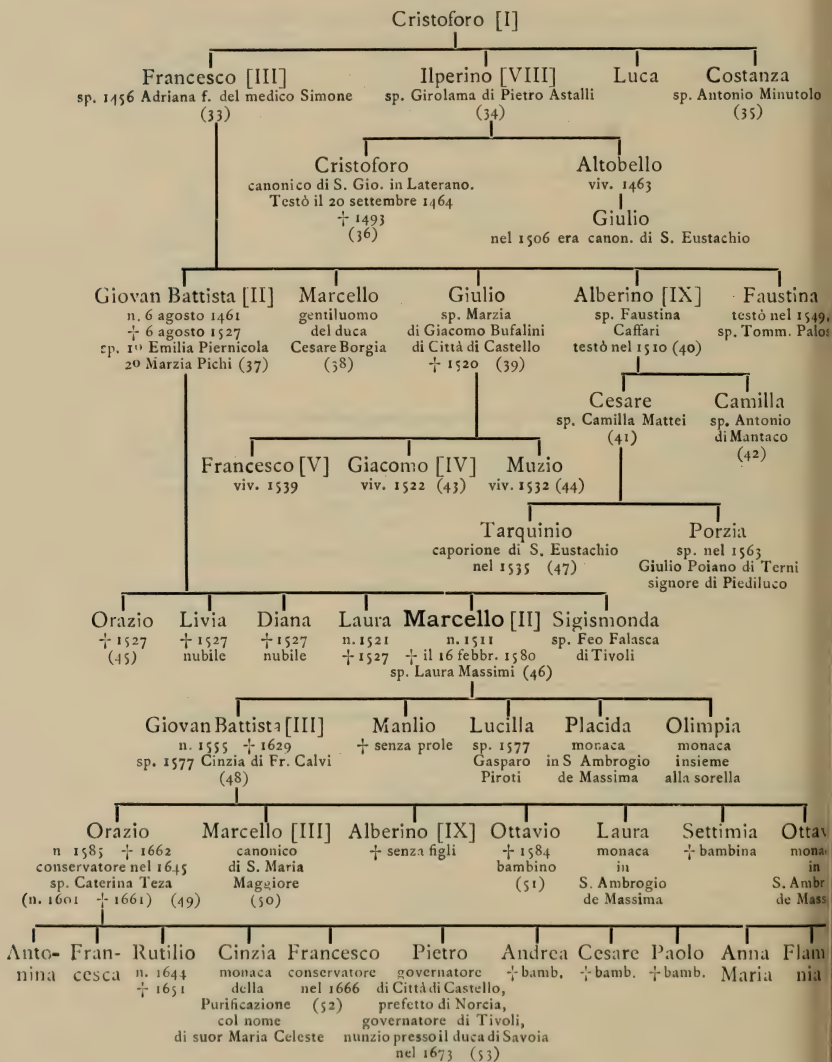 Cristoforo [I]
Francesco [III]
sp. 1456 Adriana f. del medico Simone
(33)
Ilperino [VIII]
sp. Girolama di Pietro Astalli
(34)
Luca
Costanza
sp. Antonio Minutolo
(35)
Cristoforo
canonico di S. Gio. in Laterano.
Testò il 20 settembre 1464
† 1493
(36)
Altobello
viv. 1463
Giulio
nel 1506 era canon. di S. Eustachio
Giovan Battista [II]
n. 6 agosto 1461
† 6 agosto 1527
sp. 1º Emilia Piernicola
2º Marzia Pichi (37)
Marcello
gentiluomo
del duca
Cesare Borgia
(38)
Giulio
sp. Marzia
di Giacomo Bufalini
di Città di Castello
† 1520 (39)
Alberino [IX]
sp. Faustina
Caffari
testò nel 1510 (40)
Faustina
testò nel 1549,
sp. Tomm.
Cesare
sp. Camilla Mattei
(41)
Camilla
sp. Antonio
di Mantaco
(42)
Francesco [V]
viv. 1539
Giacomo [IV]
viv. 1522 (43)
Muzio
viv. 1532 (44)
Tarquinio
caporione di S. Eustachio
nel 1535 (47)
Porzia
sp. nel 1563
Giulio Poiano di Terni
signore di Piediluco
Orazio
† 1527
(45)
Livia
† 1527
nubile
Diana
† 1527
nubile
Laura
n. 1521
† 1527
Marcello [II]
n. 1511
† il 16 febbr. 1580
sp. Laura Massimi (46)
Sigismonda
sp. Feo Falasca
di Tivoli
Giovan Battista [III]
n. 1555 † 1629
sp. 1577 Cinzia di Fr. Calvi
(48)
Manlio
† senza prole
Lucilla
sp. 1577
Gasparo
Piroti
Placida
monaca
in S Ambrogio
de Massima
Olimpia
monaca
insieme
alla sorella
Orazio
n 1585 † 1662
conservatore nel 1645
sp. Caterina Teza
(n. 1601 † 1661) (49)
Marcello [III]
canonico
di S. Maria
Maggiore
(50)
Alberino [IX]
† senza figli
Ottavio
† 1584
bambino
(51)
Laura
monaca
in
S. Ambrogio
de Massima
Settimia
† bambina
in
S.
de
Anto-
nina
Fran-
cesca
Rutilio
n. 1644
† 1651
Cinzia
monaca
della
Purificazione
col nome
di suor Maria Celeste
Francesco
conservatore
nel 1666
(52)
Pietro
governatore
di Città di Castello,
prefetto di Norcia,
governatore di Tivoli,
nunzio presso il duca di Savoia
nel 1673 (53)
Andrea
† bamb.
Cesare
† bamb.
Paolo
† bamb.
Anna
Maria
Flam
nia